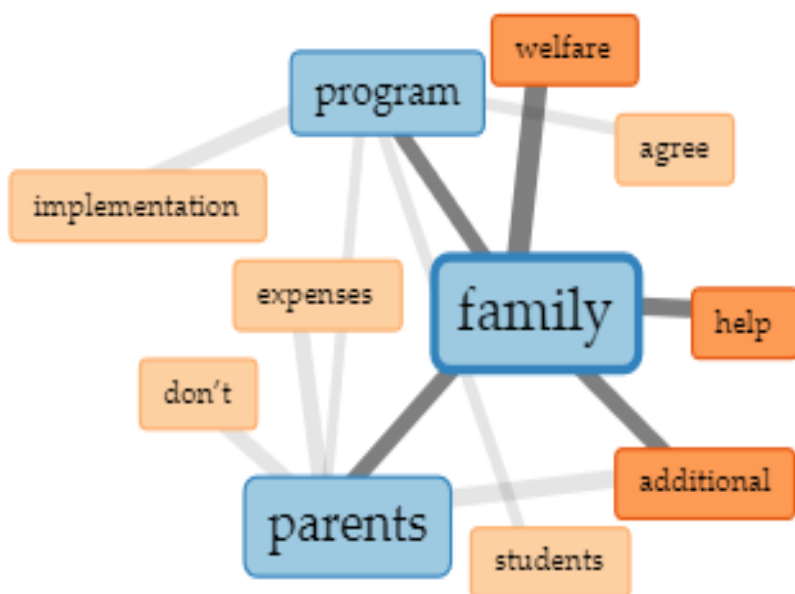 welfare
program
agree
implementation
expenses
family
help
don’t
additional
parents
students